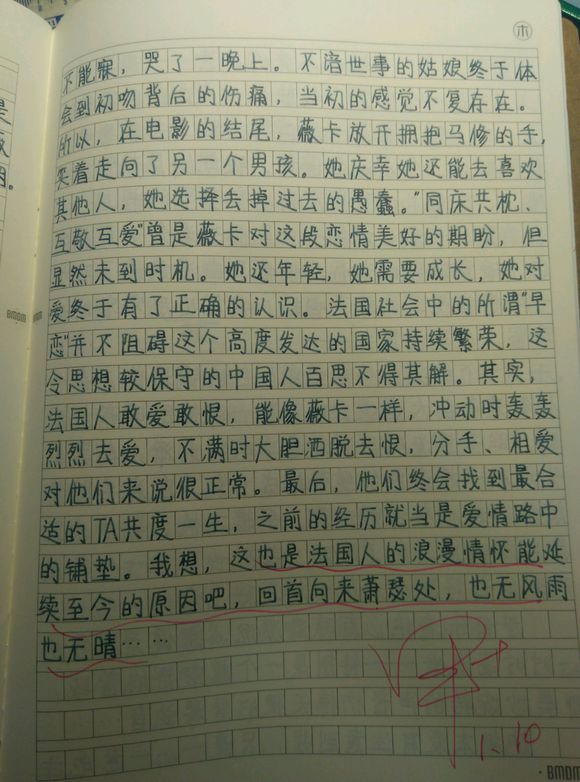 木
不能寐，哭了一晚上。不谙世事的姑娘终于体
会到初吻背后的伤痛，当初的感觉不复存在。
所以，在电影的结尾，薇卡放开拥抱马修的手，
笑着走向了另一个男孩。她庆幸她还能去喜欢
其他人，她选择丢掉过去的愚蠢。“同床共枕、
互敬互爱”曾是薇卡对这段恋情美好的期盼，但
显然未到时机。她还年轻，她需要成长，她对
爱终于有了正确的认识。法国社会中的所谓“早
恋”并不阻碍这个高度发达的国家持续繁荣，这
令思想较保守的中国人百思不得其解。其实，
法国人敢爱敢恨，能像薇卡一样，冲动时轰轰
烈烈去爱，不满时大胆洒脱去恨，分手、相爱
对他们来说很正常。最后，他们终会找到最合
适的TA共度一生，之前的经历就当是爱情路中
的铺垫。我想，这也是法国人的浪漫情怀能延
续至今的原因吧，回首向来萧瑟处，也无风雨
也无晴……
1.10
BMDM